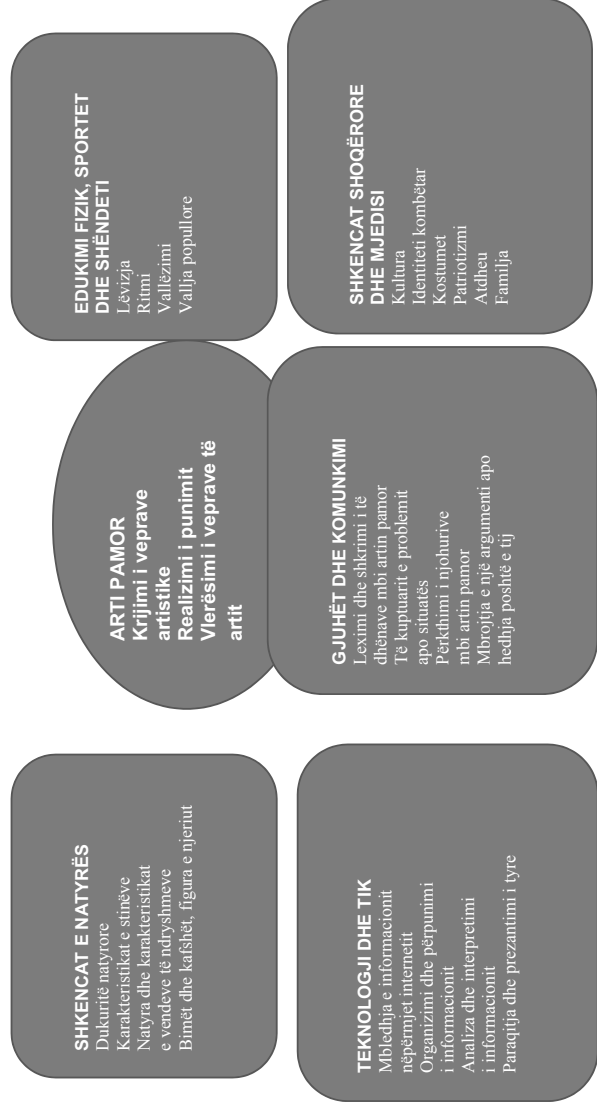 SHKENCAT E NATYRËS
Dukuritë natyrore
Karakteristikat e stinëve
Natyra dhe karakteristikat
e vendeve të ndryshmeve
Bimët dhe kafshët, figura e njeriut
ARTI PAMOR
Krijimi i veprave
artistike
Realizimi i punimit
Vlerësimi i veprave të
artit
EDUKIMI FIZIK, SPORTET
DHE SHËNDETI
Lëvizja
Ritmi
Vallëzimi
Vallja popullore
TEKNOLOGJI DHE TIK
Mbledhja e informacionit
nëpërmjet internetit
Organizimi dhe përpunimi
i informacionit
Analiza dhe interpretimi
i informacionit
Paraqitja dhe prezantimi i tyre
GJUHËT DHE KOMUNKIMI
Leximi dhe shkrimi i të
dhënave mbi artin pamor
Të kuptuarit e problemit
apo situatës
Përkthimi i njohurive
mbi artin pamor
Mbrojtja e një argumenti apo
hedhja poshtë e tij
SHKENCAT SHOQËRORE
DHE MJEDISI
Kultura
Identiteti kombëtar
Kostumet
Patriotizmi
Atdheu
Familja